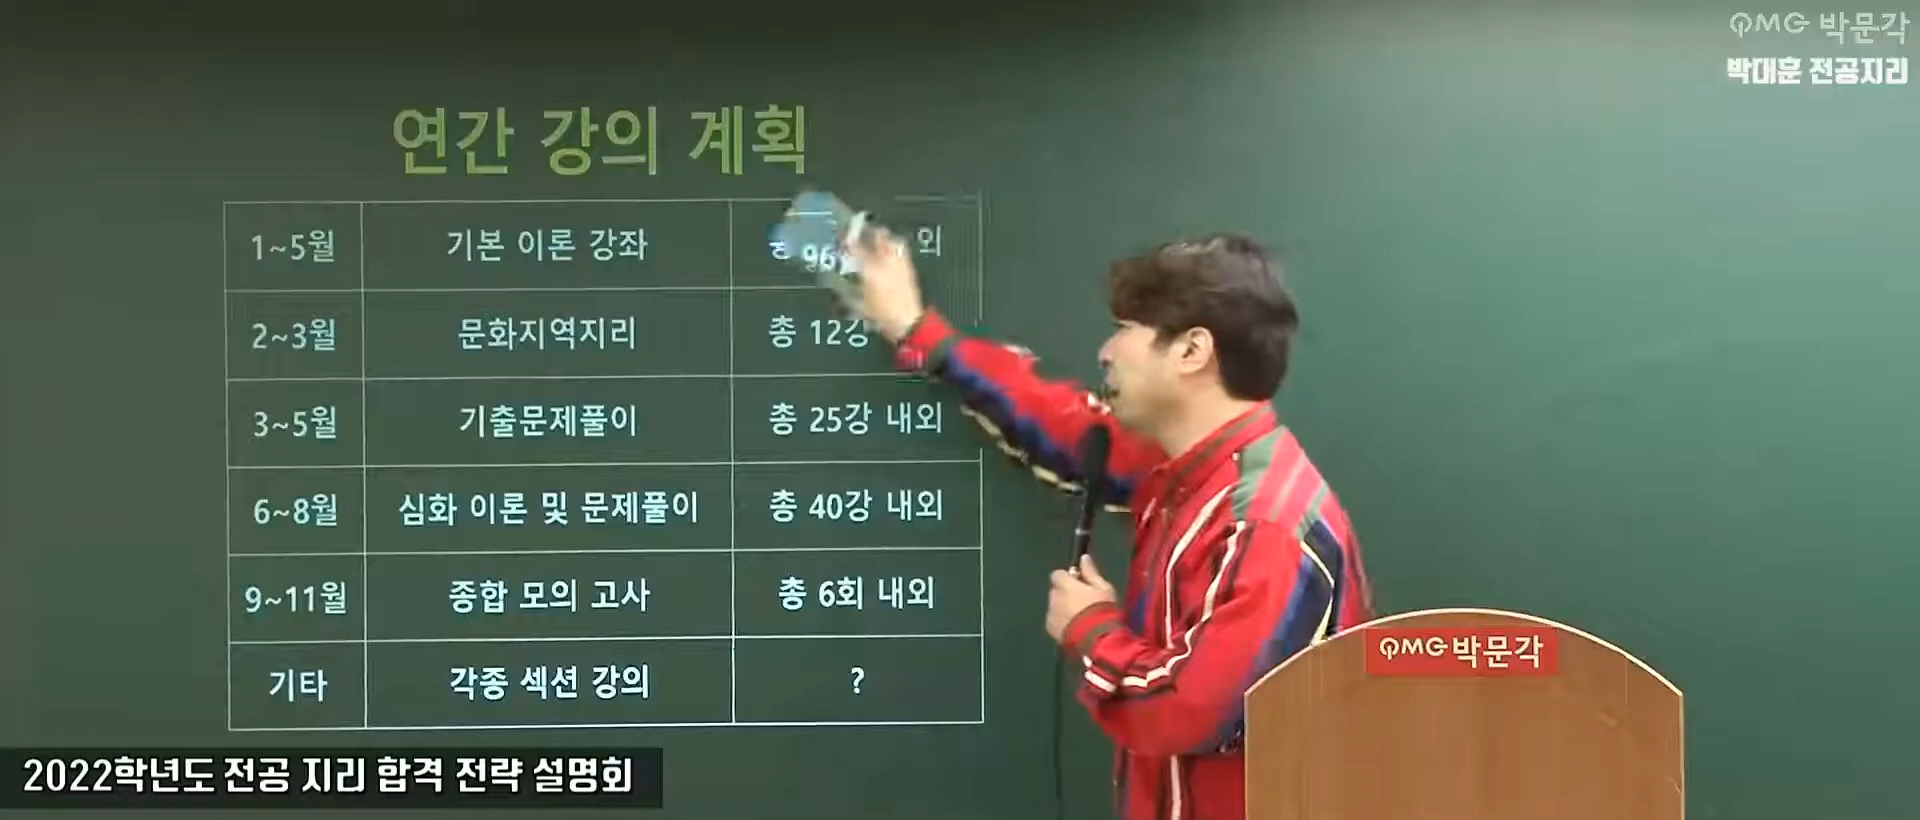 PMG 박문각
박대훈 전공지리
연간 강의 계획
1~5월 기본 이론 강좌 96 외
2~3월 문화지역지리 총 12강
3~5월 기출문제풀이 총 25강 내외
6~8월 심화 이론 및 문제풀이 총 40강 내외
9~11월 종합 모의 고사 총 6회 내외
기타 각종 섹션 강의 ?
PMG 박문각
2022학년도 전공 지리 합격 전략 설명회